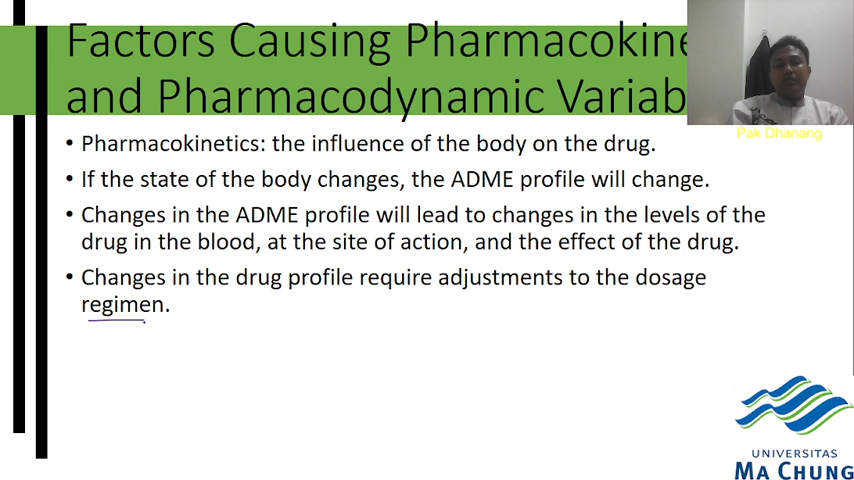 Factors Causing Pharmacokine
and Pharmacodynamic Variab
Pak Dhanang
• Pharmacokinetics: the influence of the body on the drug.
• If the state of the body changes, the ADME profile will change.
• Changes in the ADME profile will lead to changes in the levels of the
drug in the blood, at the site of action, and the effect of the drug.
• Changes in the drug profile require adjustments to the dosage
regimen.
UNIVERSITAS
MA CHUNG